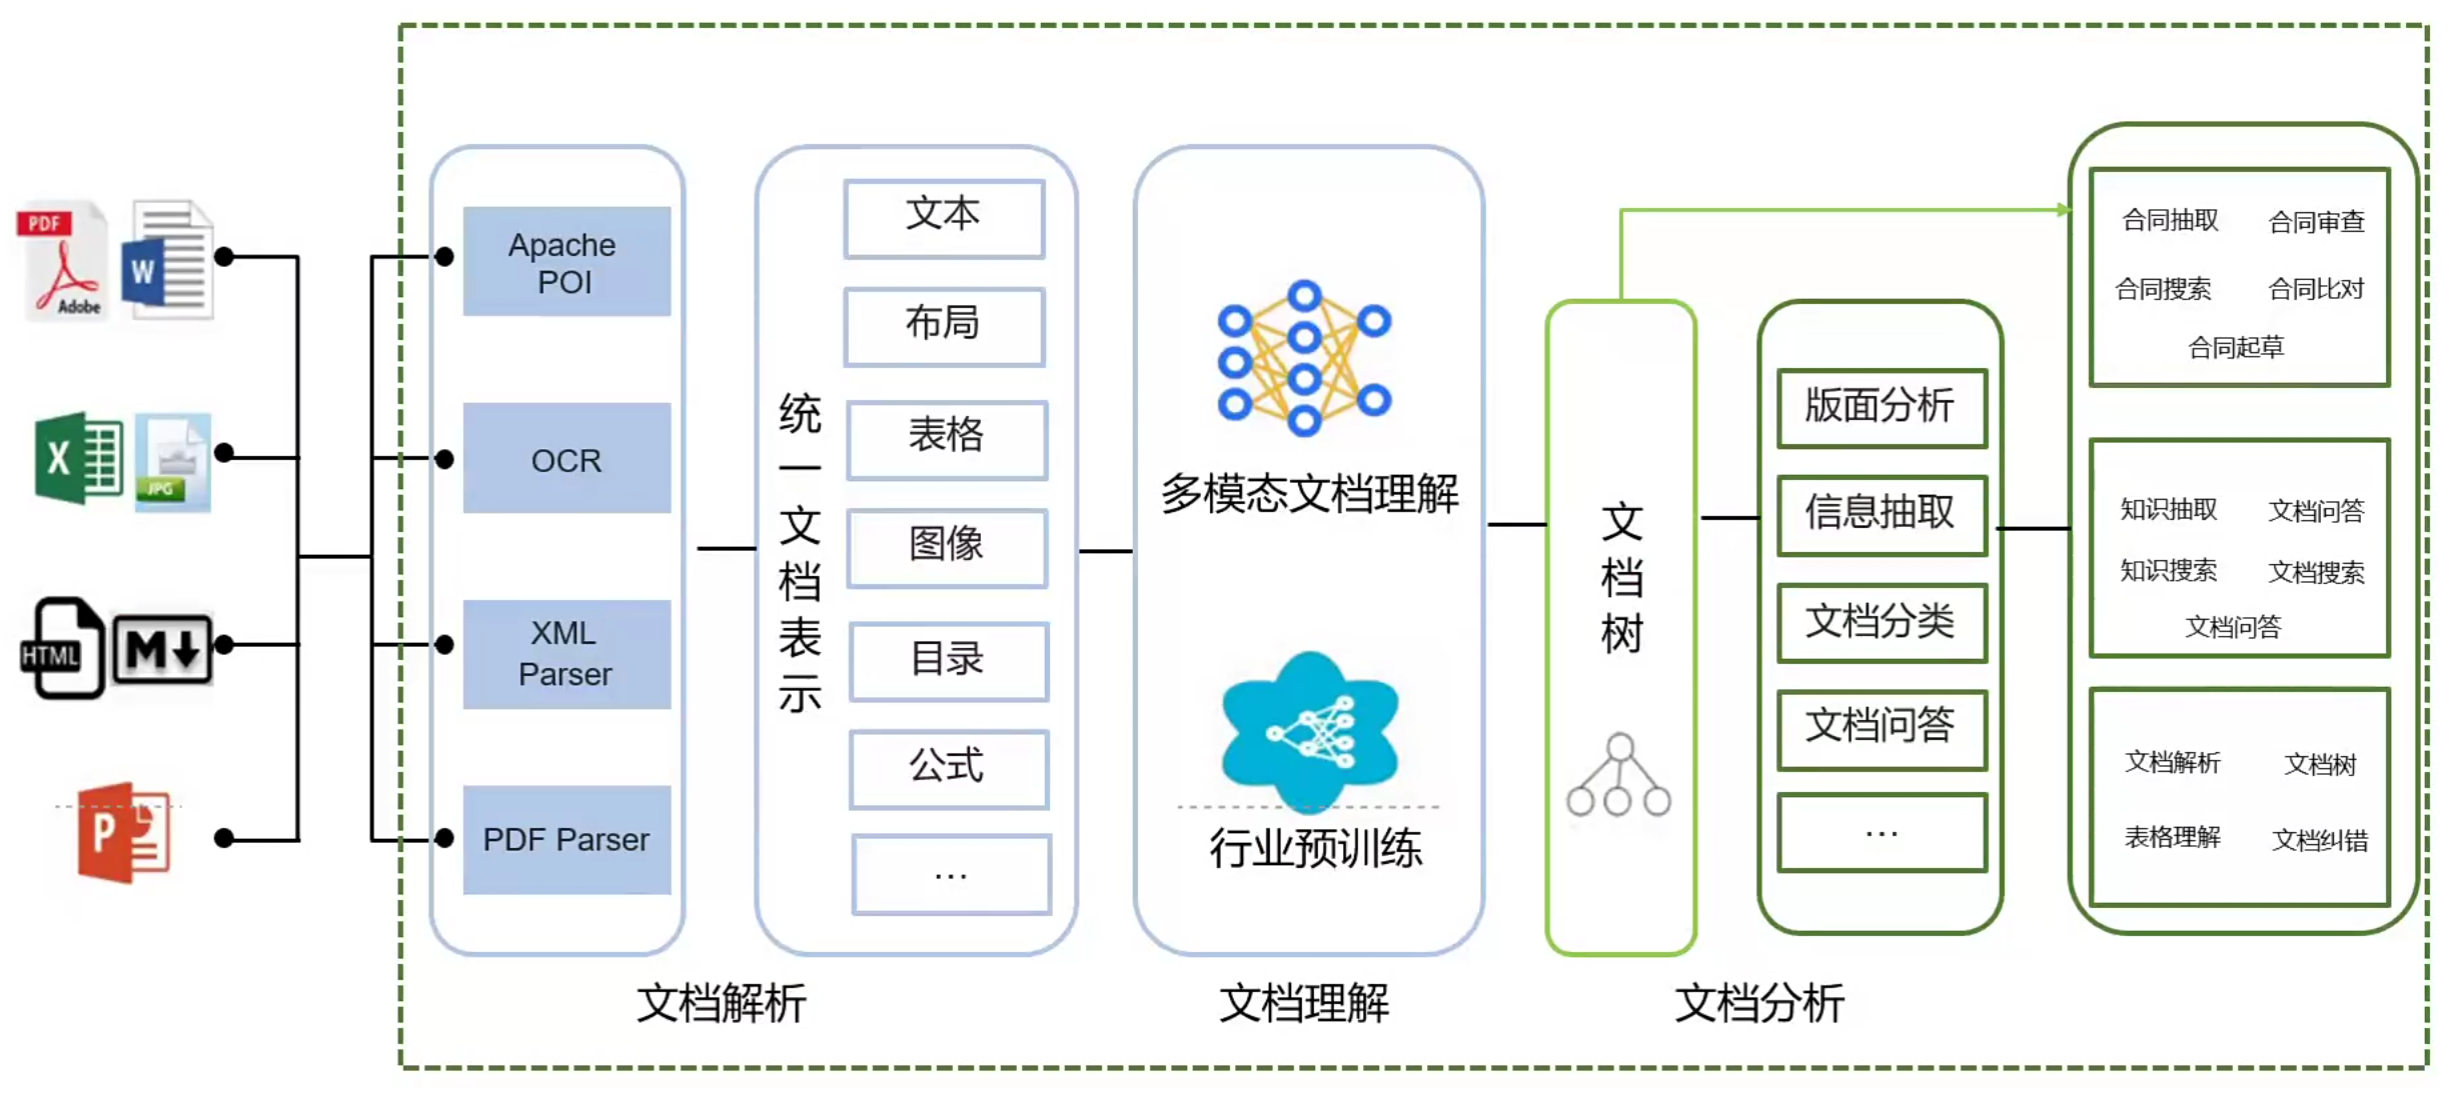 PDF
Adobe
W
X
JPG
HTML
M
P
Apache
POI
OCR
XML
Parser
PDF Parser
统一文档表示
文本
布局
表格
图像
目录
公式
...
文档解析
多模态文档理解
行业预训练
文档理解
文档树
版面分析
信息抽取
文档分类
文档问答
...
文档分析
合同抽取 合同审查
合同搜索 合同比对
合同起草
知识抽取 文档问答
知识搜索 文档搜索
文档问答
文档解析 文档树
表格理解 文档纠错